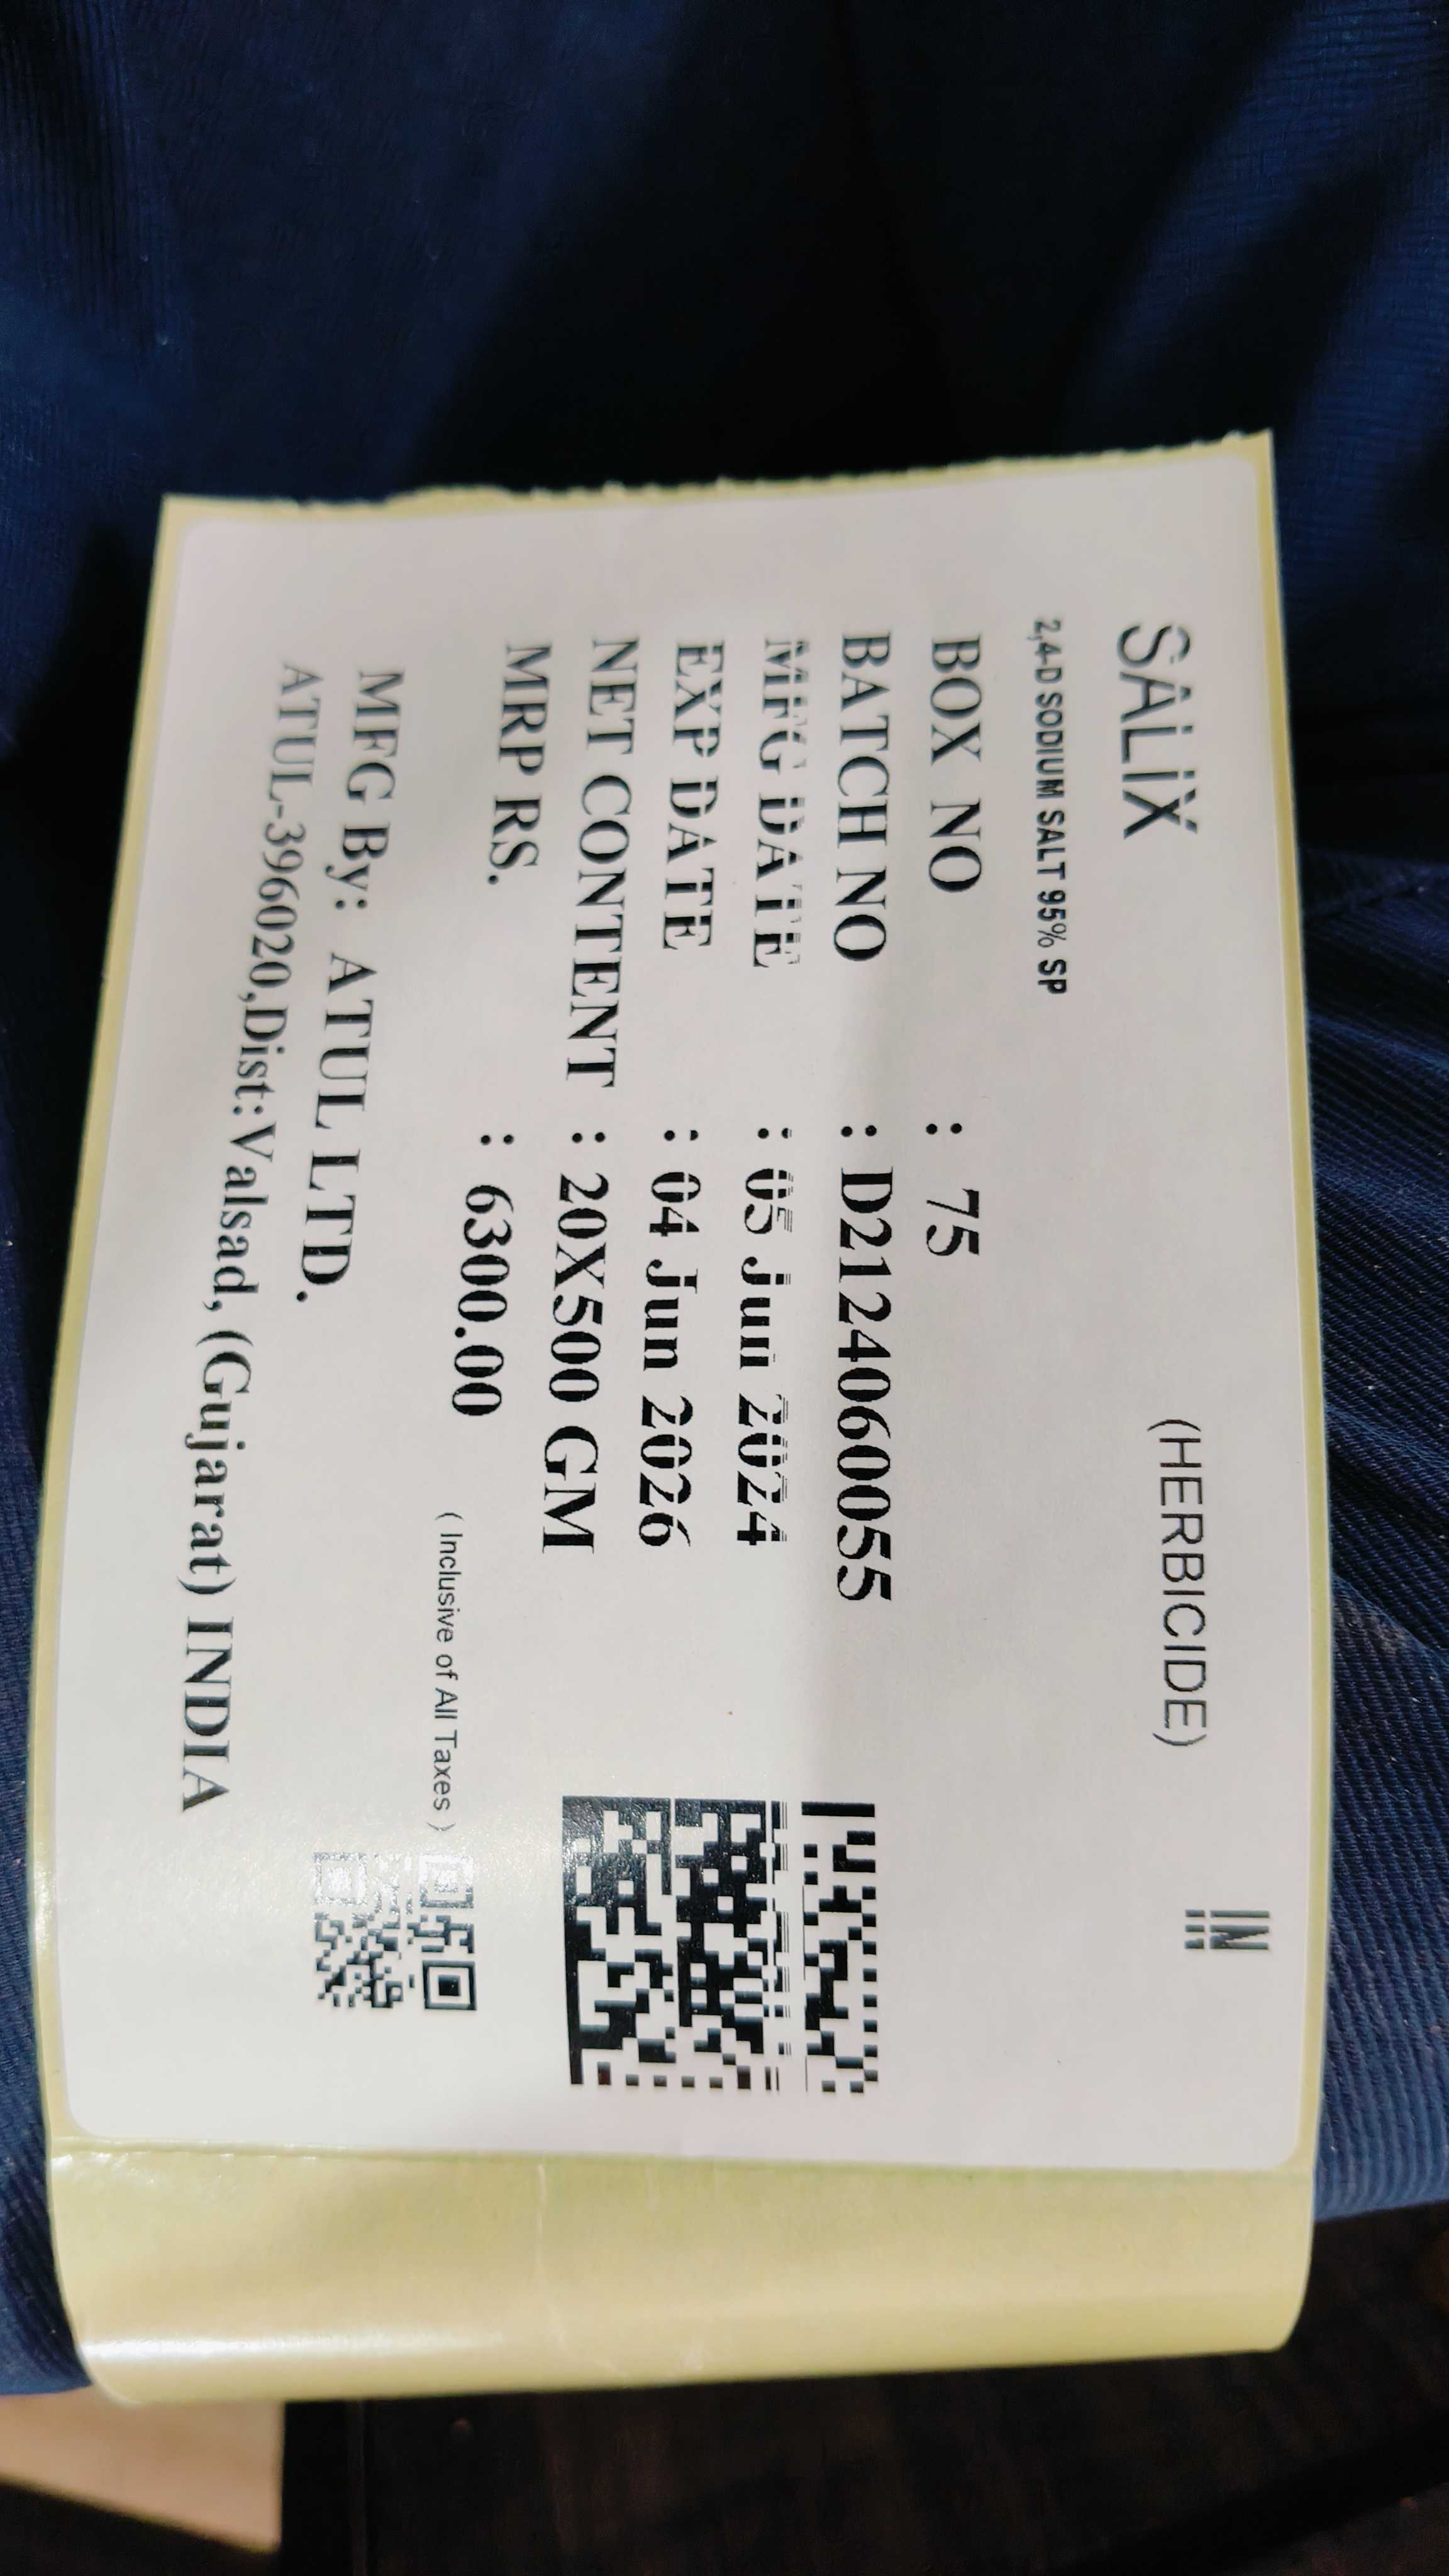 SALIX (HERBICIDE) IN
2,4-D SODIUM SALT 95% SP
BOX NO : 75
BATCH NO : D212406055
MFG DATE : 05 Jun 2024
EXP DATE : 04 Jun 2026
NET CONTENT : 20X500 GM
MRP RS. : 6300.00
( Inclusive of All Taxes )
MFG By: ATUL LTD.
ATUL-396020,Dist:Valsad, (Gujarat) INDIA